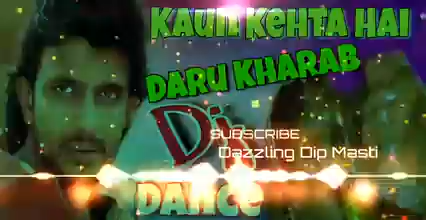 Kaun Kehta Hai
DARU KHARAB
Dj
SUBSCRIBE
Dazzling Dip Masti
DANCE